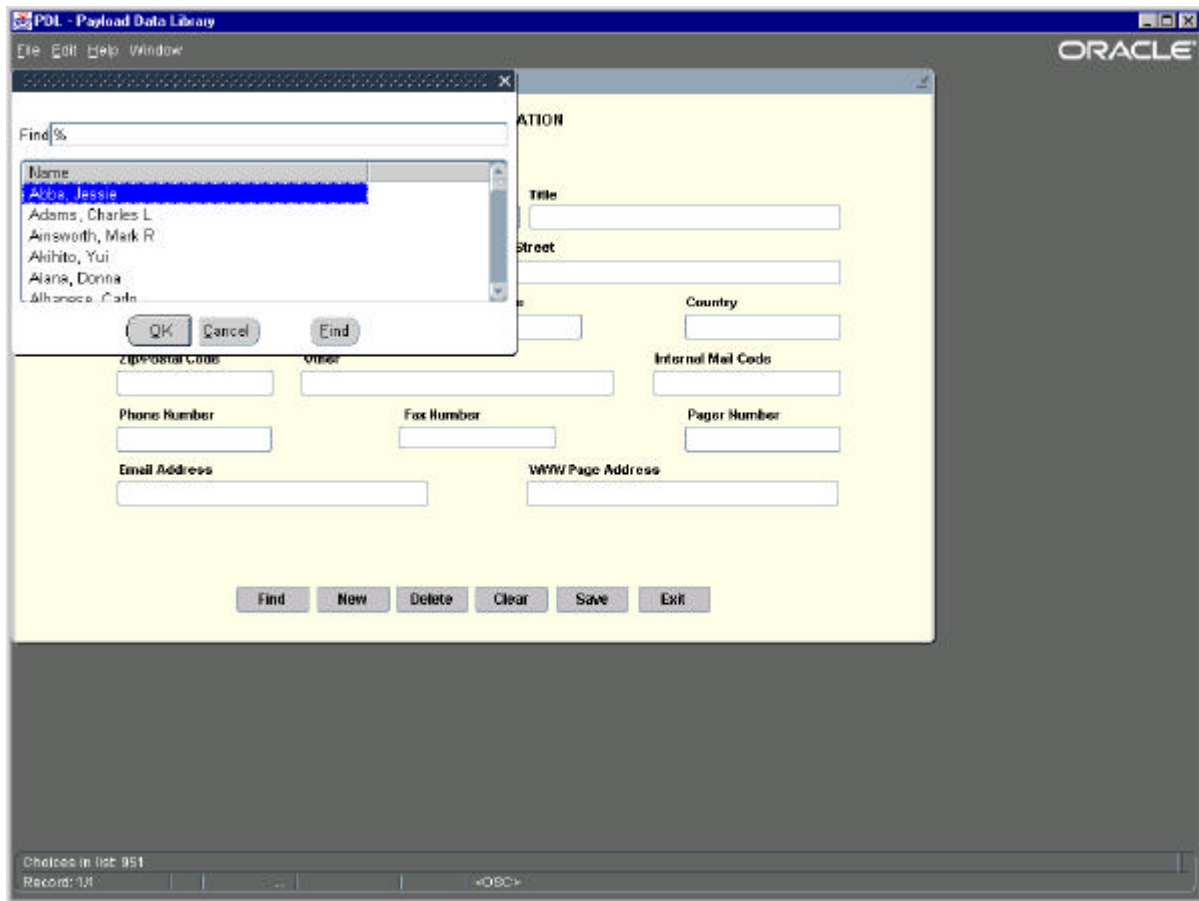 PDL - Payload Data Library
File Edit Help Window
ORACLE
ATION
Find %
Name
Abba, Jessie
Adams, Charles L
Ainsworth, Mark R
Akihito, Yui
Alana, Donna
Albanese, Carlo
Title
Street
Country
OK Cancel Find
Zip/Postal Code Other Internal Mail Code
Phone Number Fax Number Pager Number
Email Address WWW Page Address
Find New Delete Clear Save Exit
Choices in list: 951
Record: 1/1 ... <OSC>